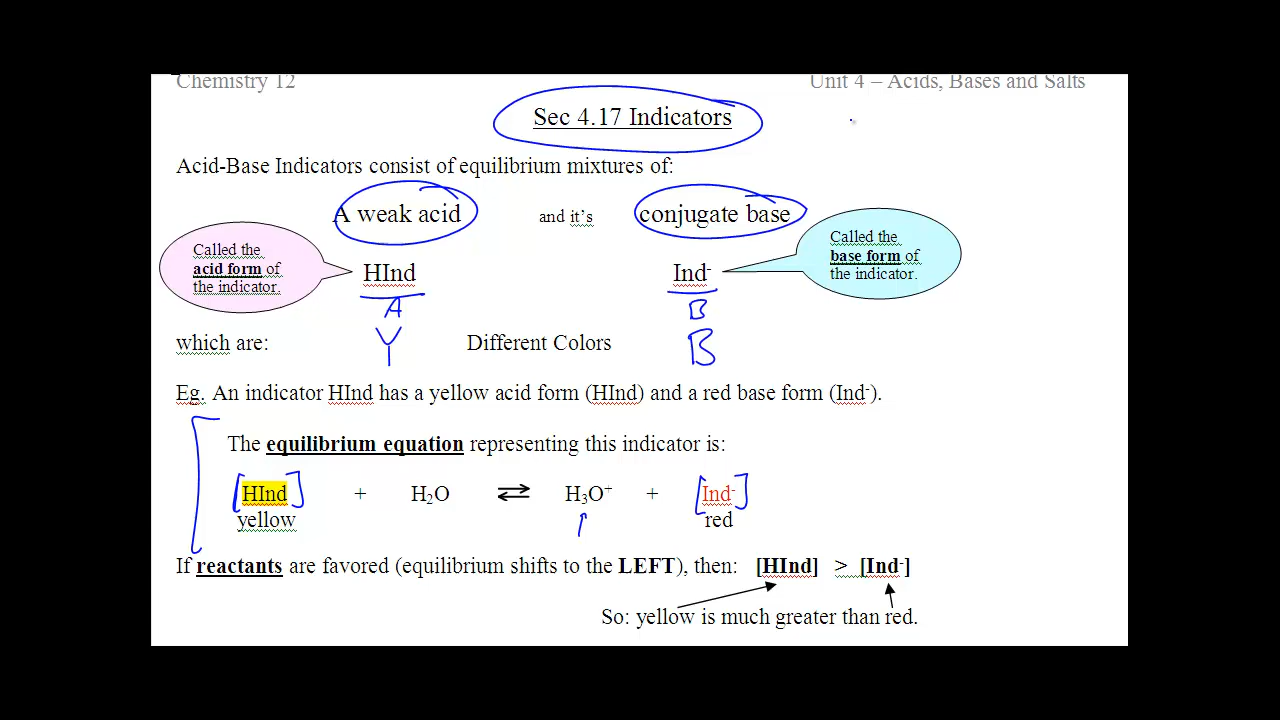 Chemistry 12 Unit 4 – Acids, Bases and Salts
Sec 4.17 Indicators
Acid-Base Indicators consist of equilibrium mixtures of:
A weak acid and it’s conjugate base
Called the
acid form of
the indicator.
Called the
base form of
the indicator.
HInd Ind⁻
A B
which are: Y Different Colors B
Eg. An indicator HInd has a yellow acid form (HInd) and a red base form (Ind⁻).
The equilibrium equation representing this indicator is:
[HInd] + H₂O ⇌ H₃O⁺ + [Ind⁻]
yellow red
If reactants are favored (equilibrium shifts to the LEFT), then: [HInd] > [Ind⁻]
So: yellow is much greater than red.